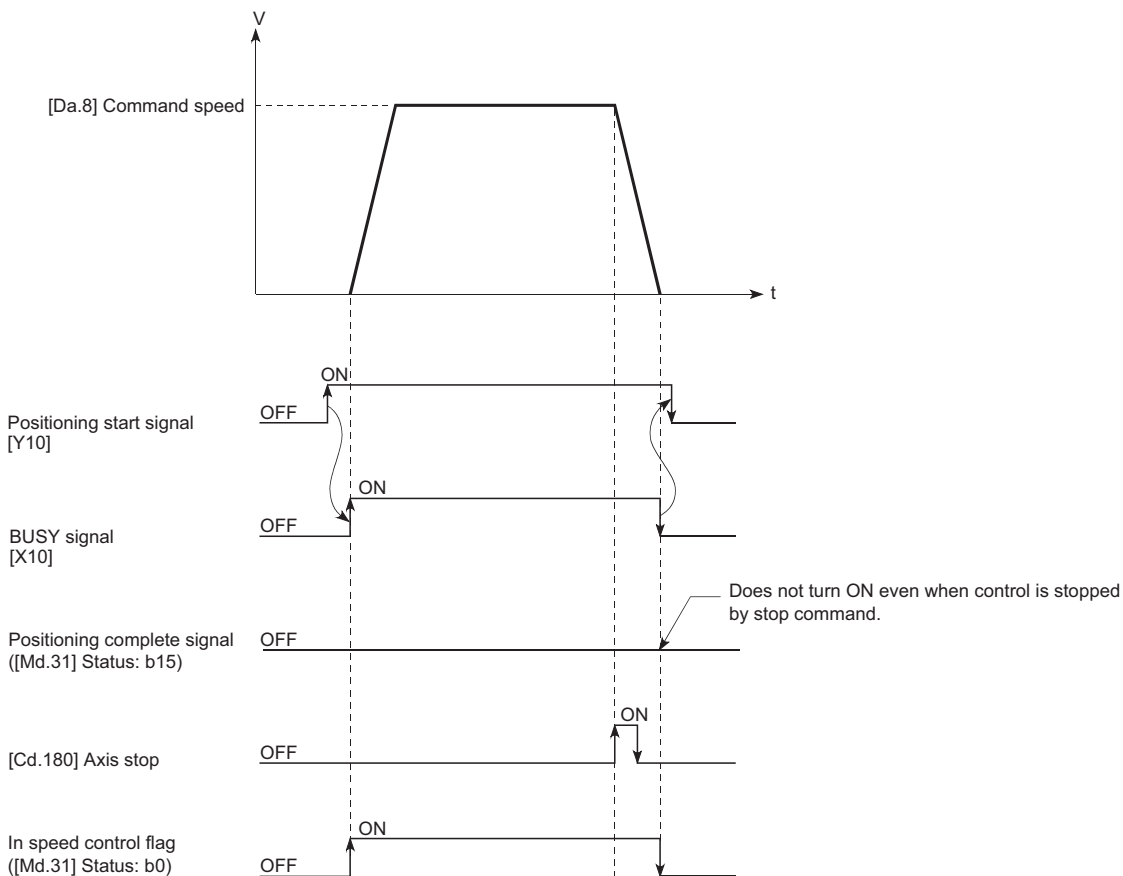 V
[Da.8] Command speed
t
ON
Positioning start signal
[Y10]
OFF
ON
BUSY signal
[X10]
OFF
Does not turn ON even when control is stopped
by stop command.
Positioning complete signal
([Md.31] Status: b15)
OFF
ON
[Cd.180] Axis stop
OFF
ON
In speed control flag
([Md.31] Status: b0)
OFF